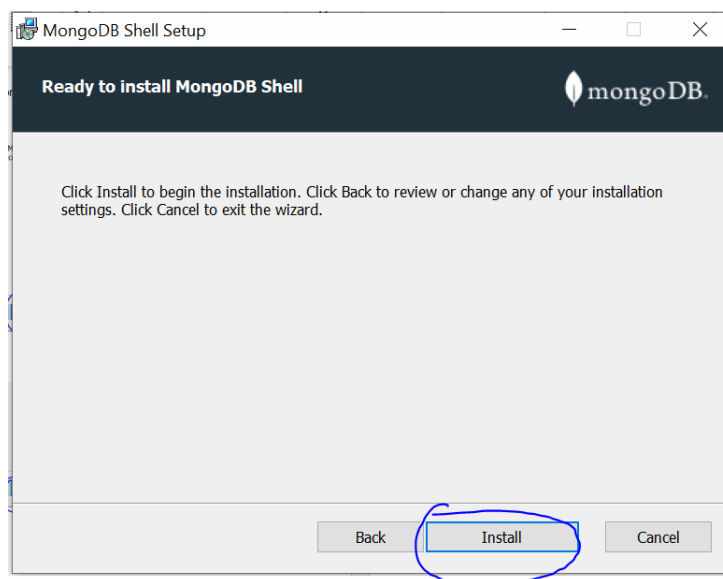 MongoDB Shell Setup
Ready to install MongoDB Shell
mongoDB.
Click Install to begin the installation. Click Back to review or change any of your installation
settings. Click Cancel to exit the wizard.
Back
Install
Cancel